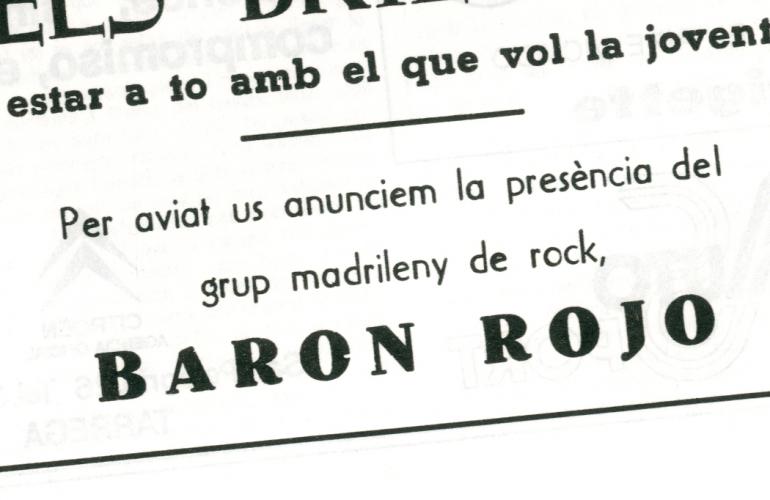 ELS
estar a to amb el que vol la jovent
Per aviat us anunciem la presència del
grup madrileny de rock,
BARON ROJO